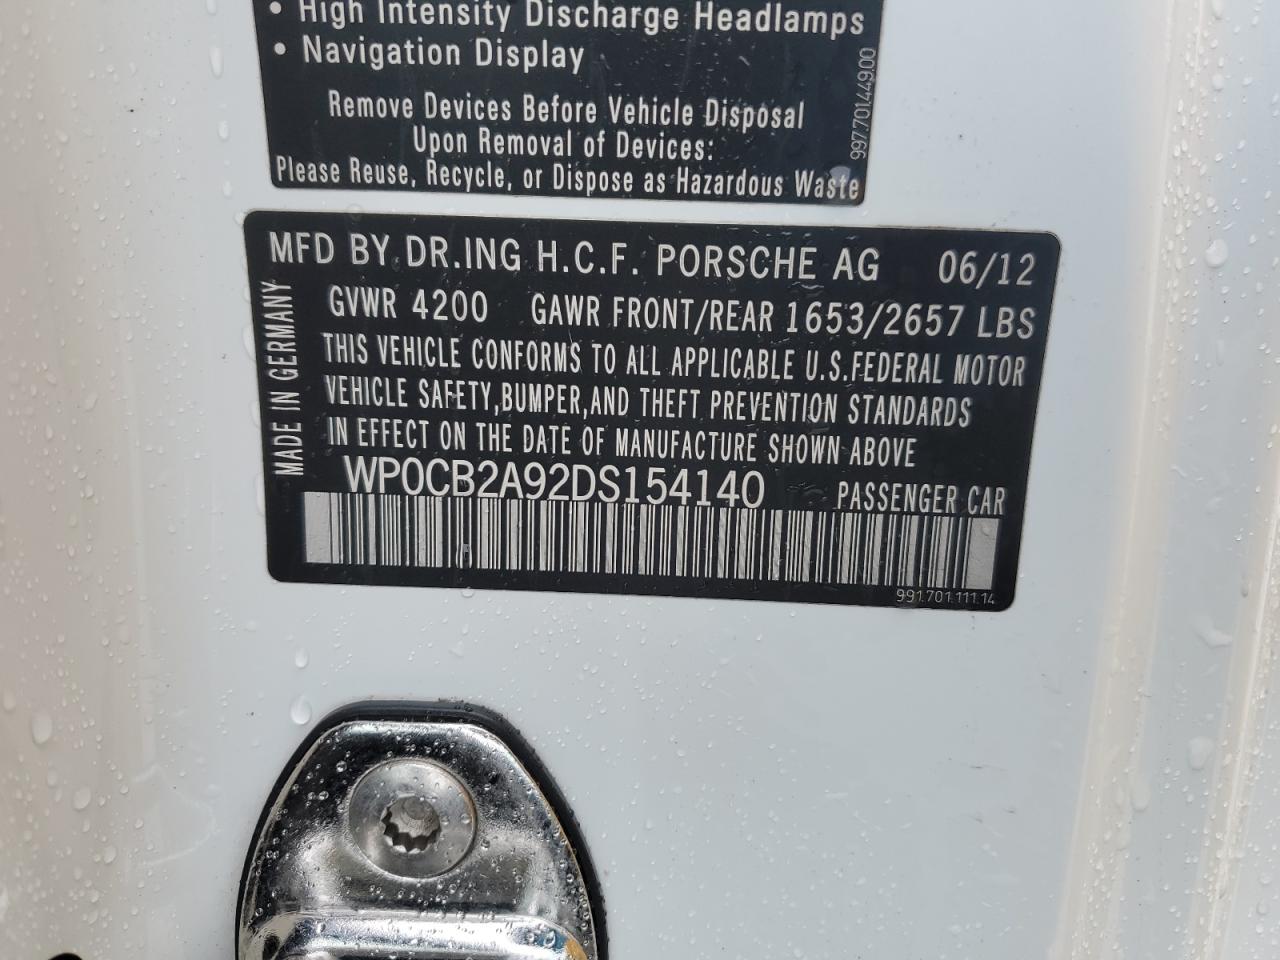 • High Intensity Discharge Headlamps
• Navigation Display
Remove Devices Before Vehicle Disposal
Upon Removal of Devices:
Please Reuse, Recycle, or Dispose as Hazardous Waste
997.701.449.00
MFD BY DR.ING H.C.F. PORSCHE AG 06/12
GVWR 4200 GAWR FRONT/REAR 1653/2657 LBS
THIS VEHICLE CONFORMS TO ALL APPLICABLE U.S.FEDERAL MOTOR
VEHICLE SAFETY,BUMPER,AND THEFT PREVENTION STANDARDS
IN EFFECT ON THE DATE OF MANUFACTURE SHOWN ABOVE
MADE IN GERMANY
WP0CB2A92DS154140 PASSENGER CAR
991.701.111.14